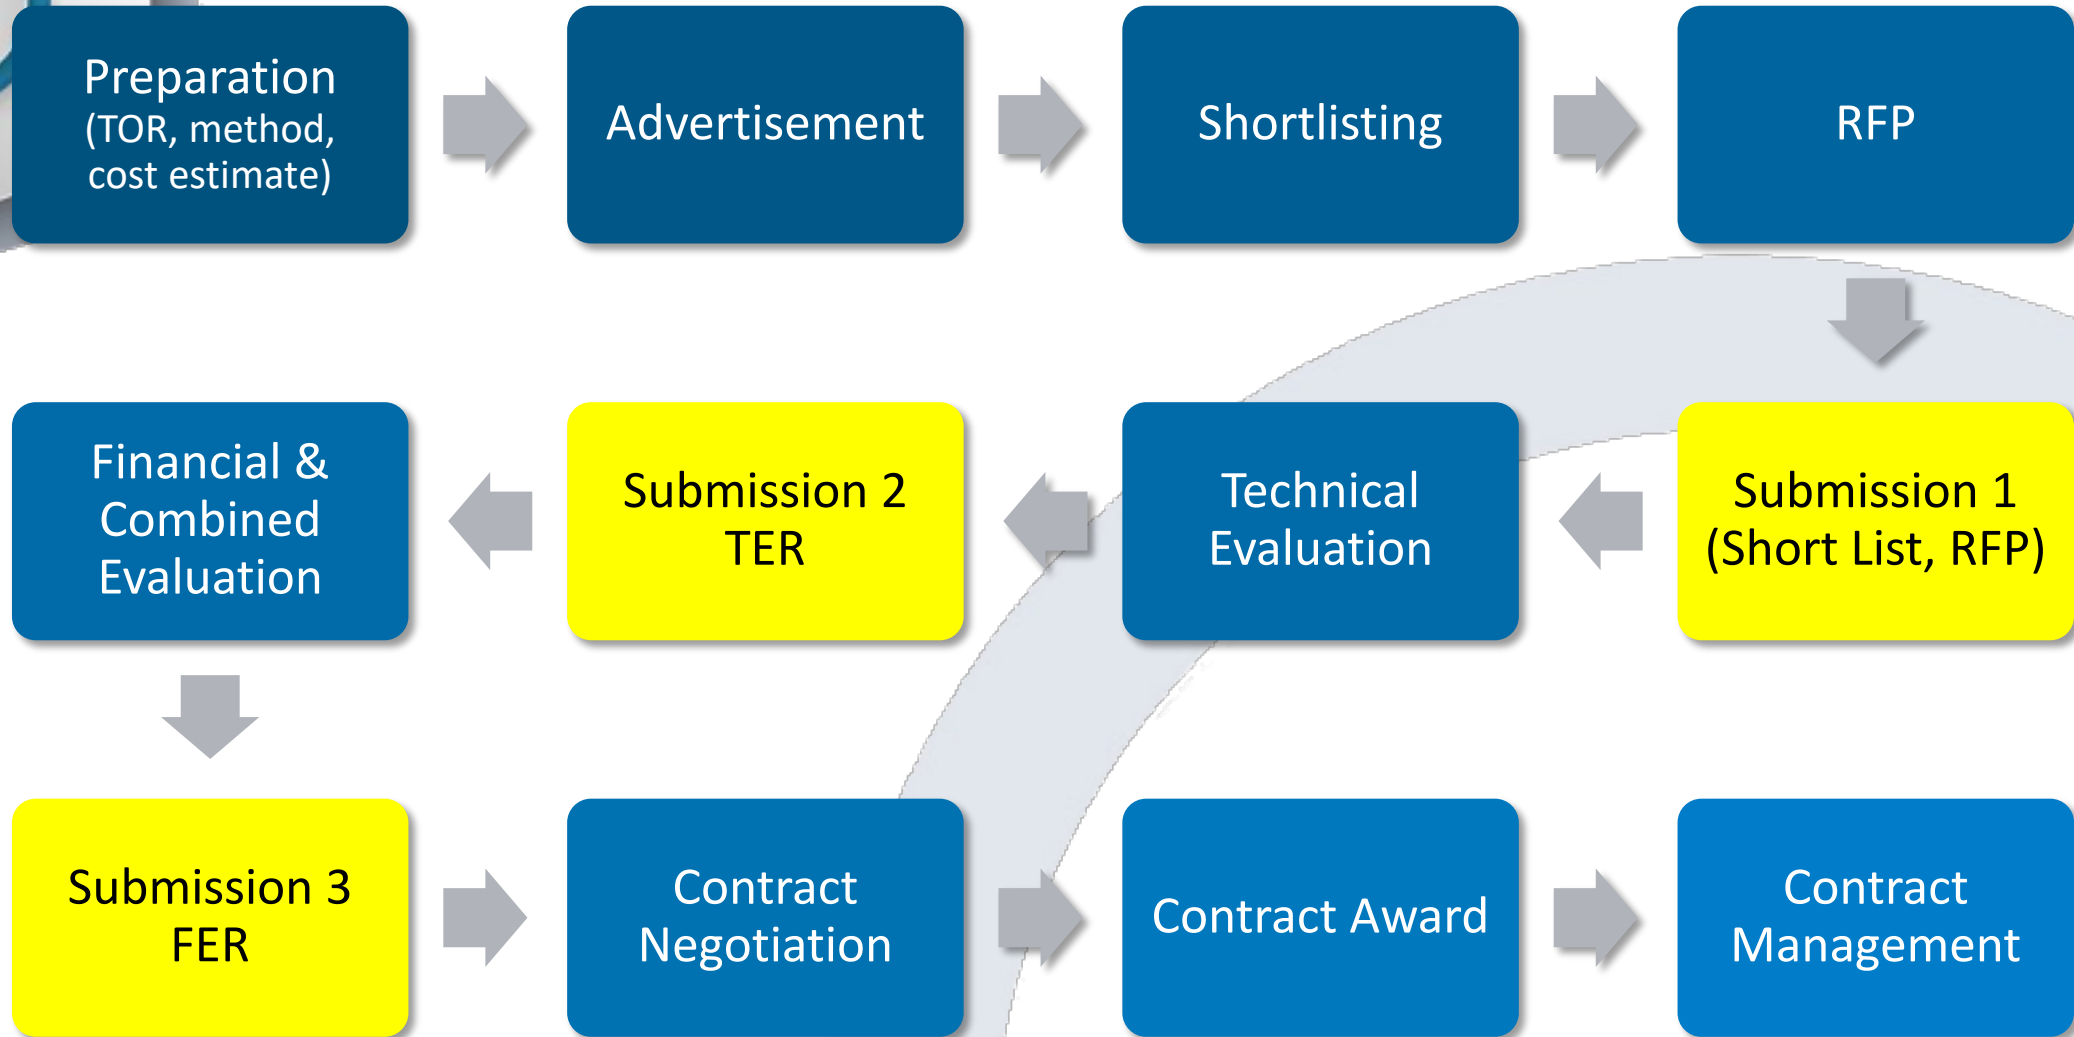 Preparation
(TOR, method,
cost estimate)
Advertisement
Shortlisting
RFP
Submission 1
(Short List, RFP)
Technical
Evaluation
Submission 2
TER
Financial &
Combined
Evaluation
Submission 3
FER
Contract
Negotiation
Contract Award
Contract
Management